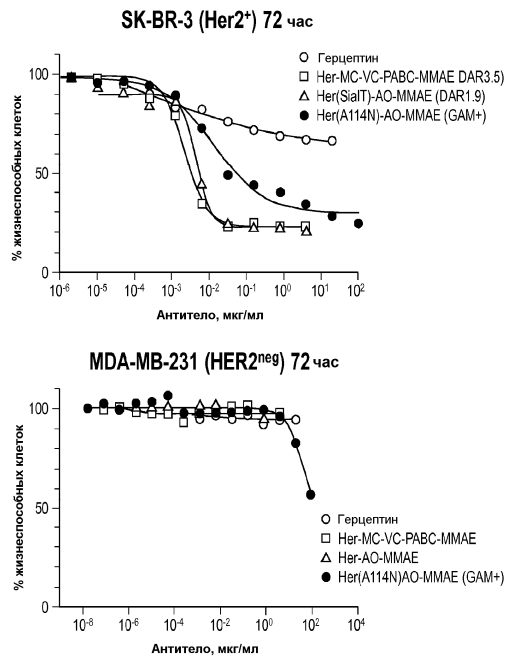 SK-BR-3 (Her2⁺) 72 час
Герцептин
Her-MC-VC-PABC-MMAE DAR3.5)
Her(SialT)-AO-MMAE (DAR1.9)
Her(A114N)-AO-MMAE (GAM+)
% жизнеспособных клеток
100
50
0
10⁻⁶ 10⁻⁵ 10⁻⁴ 10⁻³ 10⁻² 10⁻¹ 10⁰ 10¹ 10²
Антитело, мкг/мл
MDA-MB-231 (HER2ⁿᵉᵍ) 72 час
% жизнеспособных клеток
100
50
0
Герцептин
Her-MC-VC-PABC-MMAE
Her-AO-MMAE
Her(A114N)AO-MMAE (GAM+)
10⁻⁸ 10⁻⁶ 10⁻⁴ 10⁻² 10⁰ 10² 10⁴
Антитело, мкг/мл